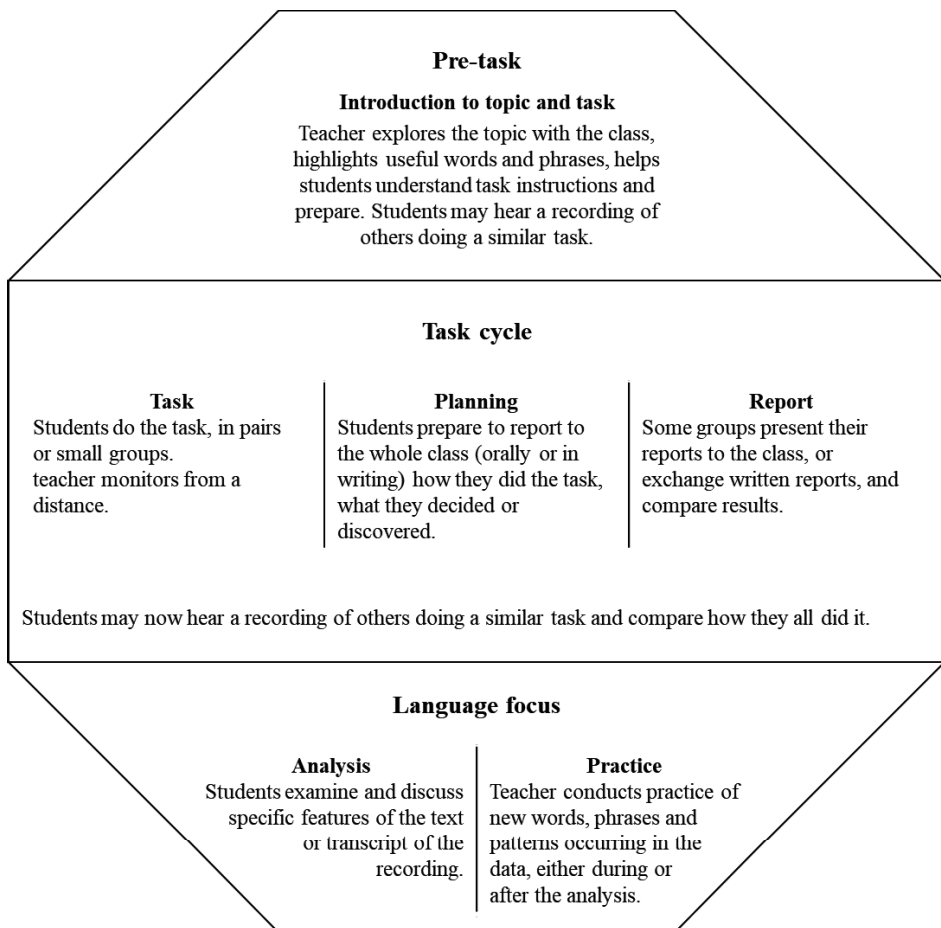 Pre-task
Introduction to topic and task
Teacher explores the topic with the class,
highlights useful words and phrases, helps
students understand task instructions and
prepare. Students may hear a recording of
others doing a similar task.
Task cycle
Task
Students do the task, in pairs
or small groups.
teacher monitors from a
distance.
Planning
Students prepare to report to
the whole class (orally or in
writing) how they did the task,
what they decided or
discovered.
Report
Some groups present their
reports to the class, or
exchange written reports, and
compare results.
Students may now hear a recording of others doing a similar task and compare how they all did it.
Language focus
Analysis
Students examine and discuss
specific features of the text
or transcript of the
recording.
Practice
Teacher conducts practice of
new words, phrases and
patterns occurring in the
data, either during or
after the analysis.